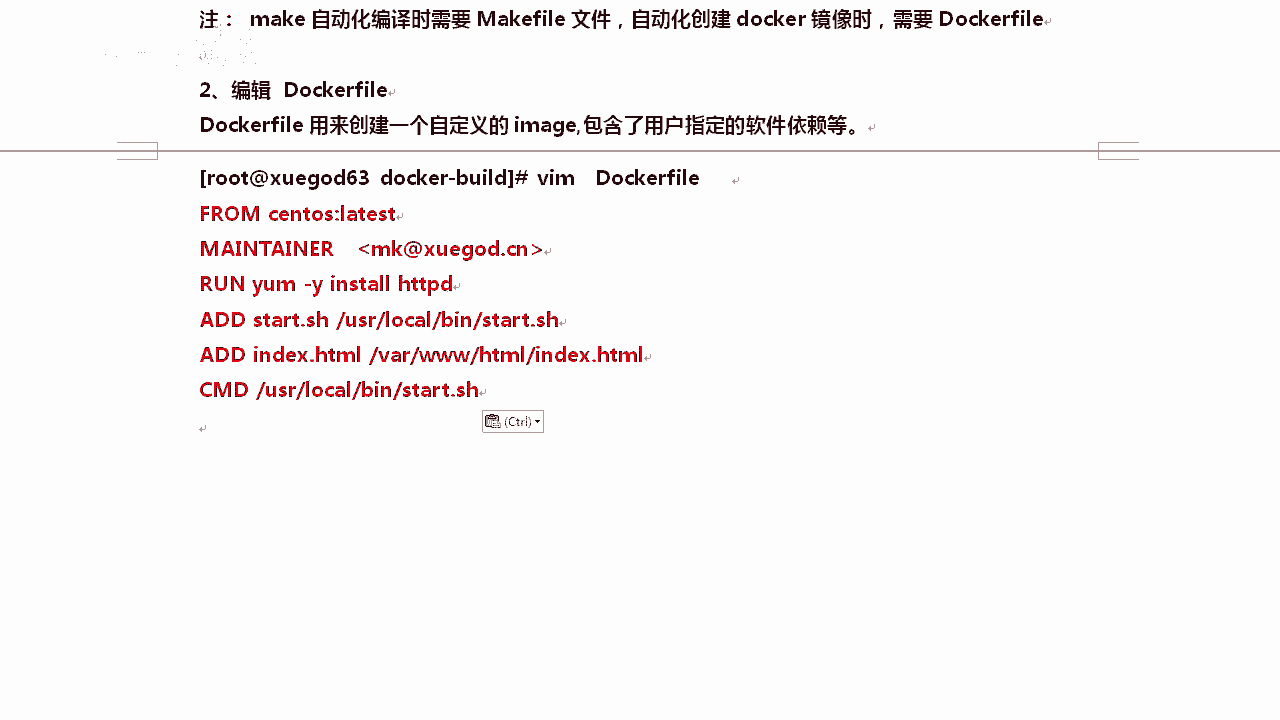 注： make 自动化编译时需要 Makefile 文件，自动化创建 docker 镜像时，需要 Dockerfile
2、编辑 Dockerfile
Dockerfile 用来创建一个自定义的 image,包含了用户指定的软件依赖等。
[root@xuegod63 docker-build]# vim Dockerfile
FROM centos:latest
MAINTAINER <mk@xuegod.cn>
RUN yum -y install httpd
ADD start.sh /usr/local/bin/start.sh
ADD index.html /var/www/html/index.html
CMD /usr/local/bin/start.sh
(Ctrl)